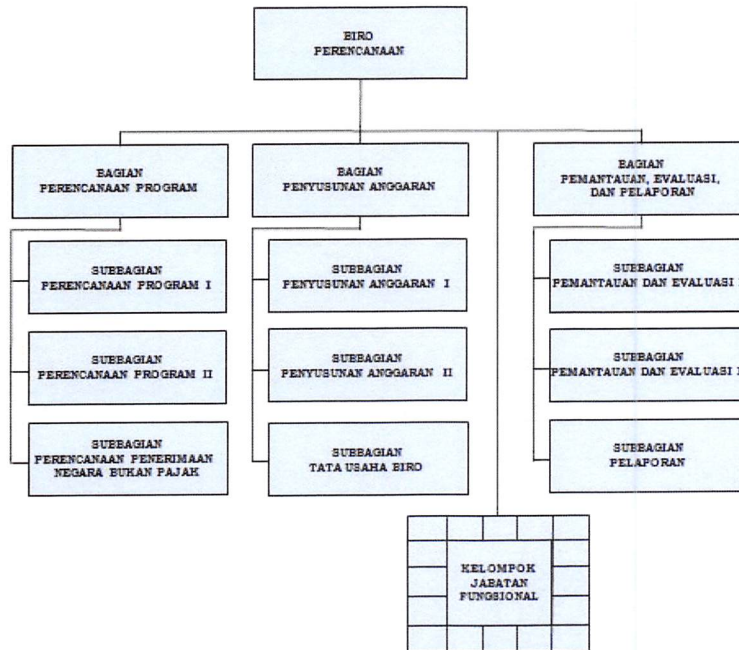 BIRO
PERENCANAAN
BAGIAN
PERENCANAAN PROGRAM
BAGIAN
PENYUSUNAN ANGGARAN
BAGIAN
PEMANTAUAN, EVALUASI,
DAN PELAPORAN
SUBBAGIAN
PERENCANAAN PROGRAM I
SUBBAGIAN
PENYUSUNAN ANGGARAN I
SUBBAGIAN
PEMANTAUAN DAN EVALUASI
SUBBAGIAN
PERENCANAAN PROGRAM II
SUBBAGIAN
PENYUSUNAN ANGGARAN II
SUBBAGIAN
PEMANTAUAN DAN EVALUASI
SUBBAGIAN
PERENCANAAN PENERIMAAN
NEGARA BUKAN PAJAK
SUBBAGIAN
TATA USAHA BIRO
SUBBAGIAN
PELAPORAN
KELOMPOK
JABATAN
FUNGSIONAL